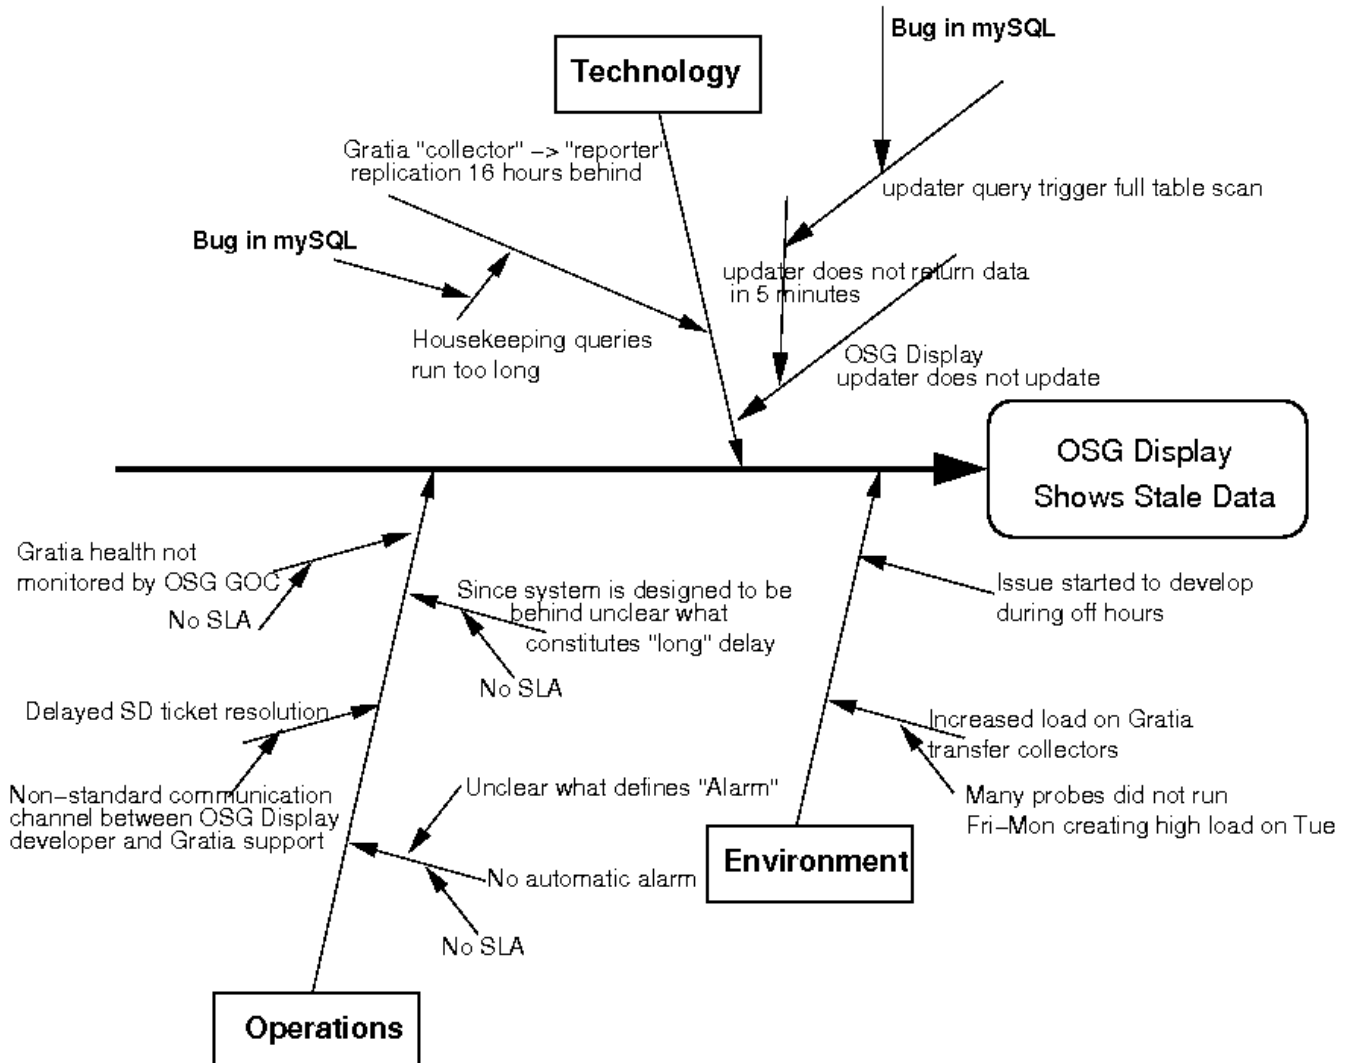 Bug in mySQL
Technology
Gratia "collector" −> "reporter"
replication 16 hours behind
updater query trigger full table scan
Bug in mySQL
updater does not return data
in 5 minutes
Housekeeping queries
run too long
OSG Display
updater does not update
OSG Display
Shows Stale Data
Gratia health not
monitored by OSG GOC
No SLA
Since system is designed to be
behind unclear what
constitutes "long" delay
No SLA
Issue started to develop
during off hours
Delayed SD ticket resolution
Increased load on Gratia
transfer collectors
Non−standard communication
channel between OSG Display
developer and Gratia support
Unclear what defines "Alarm"
Many probes did not run
Fri−Mon creating high load on Tue
Environment
No automatic alarm
No SLA
Operations